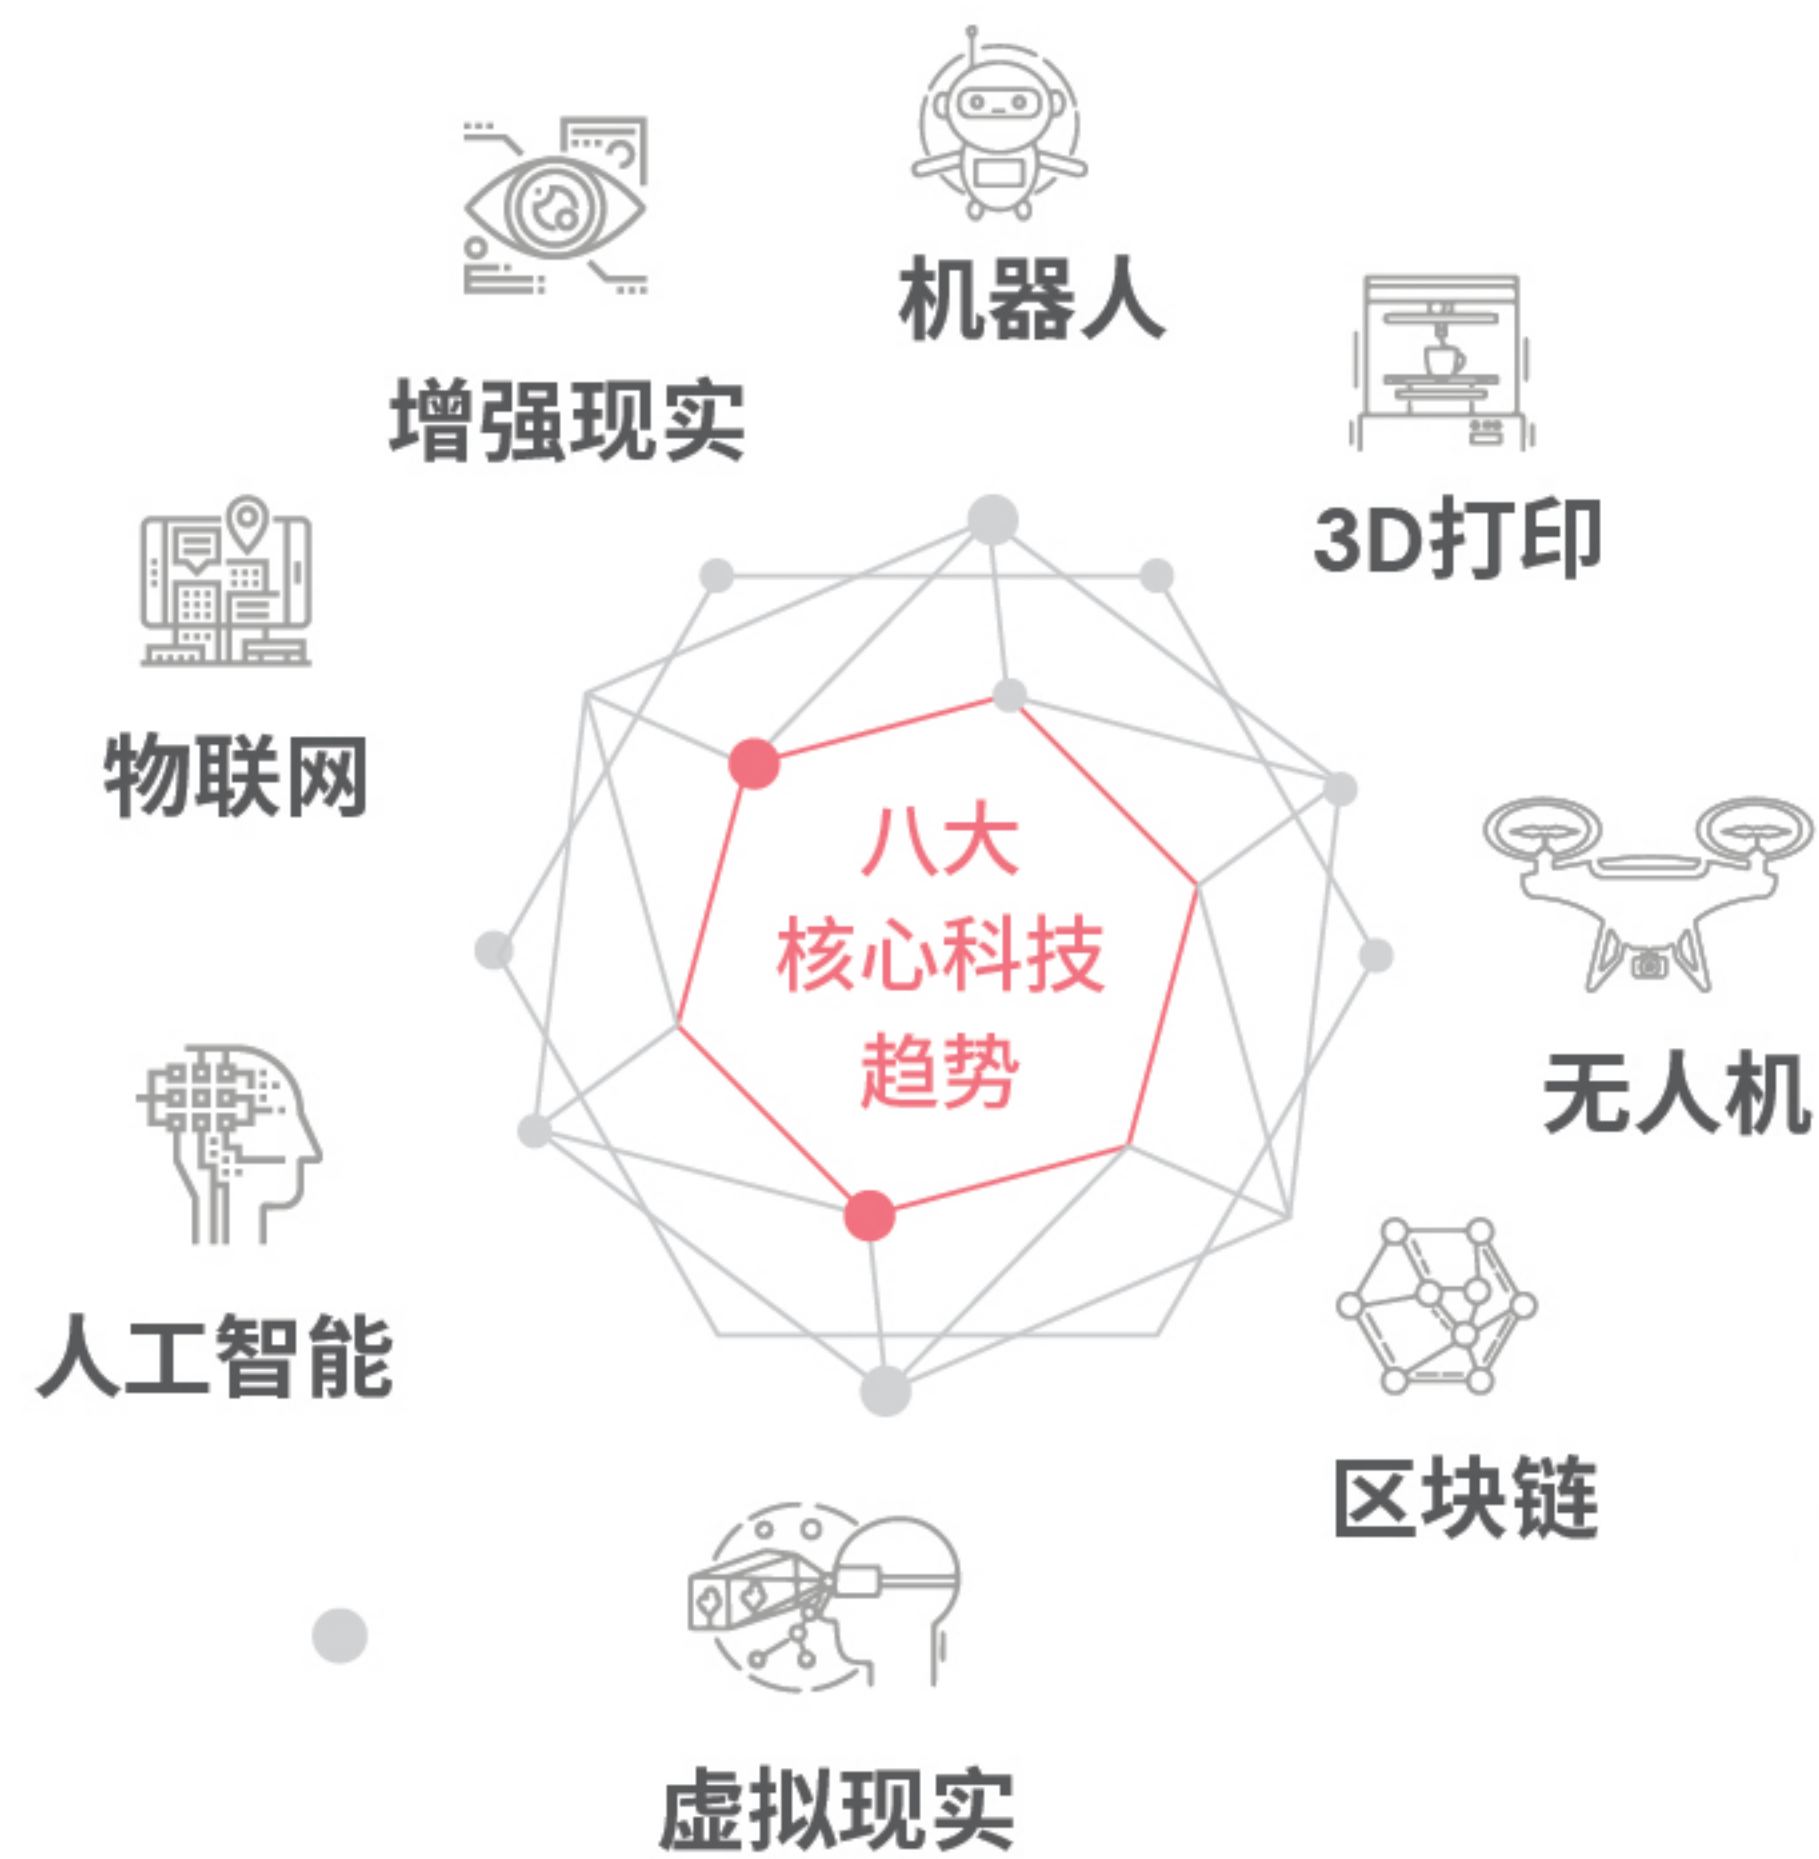 机器人
增强现实
3D打印
物联网
八大
核心科技
趋势
无人机
人工智能
区块链
虚拟现实